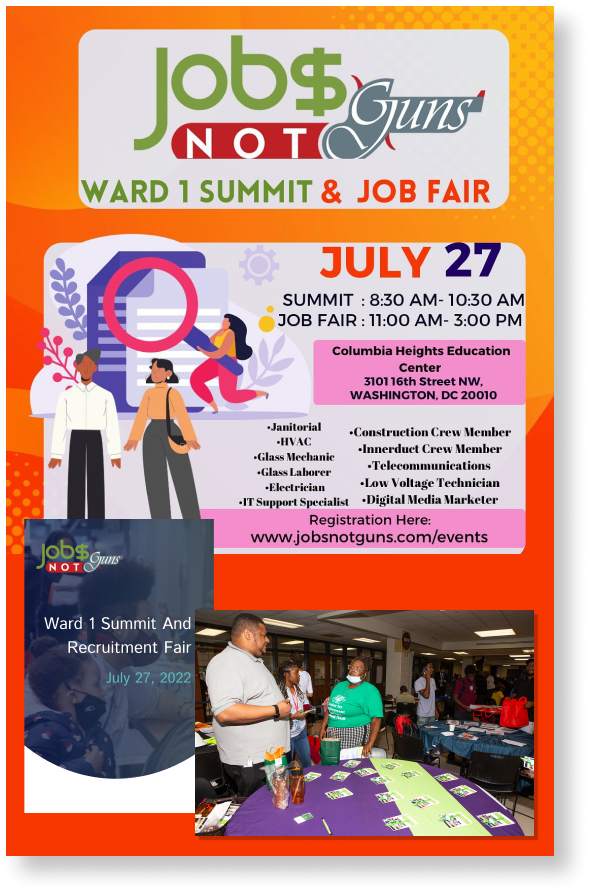 Jobs
NOT Guns
WARD 1 SUMMIT & JOB FAIR
JULY 27
SUMMIT : 8:30 AM- 10:30 AM
JOB FAIR : 11:00 AM- 3:00 PM
Columbia Heights Education
Center
3101 16th Street NW,
WASHINGTON, DC 20010
•Janitorial
•HVAC
•Glass Mechanic
•Glass Laborer
•Electrician
•IT Support Specialist
•Construction Crew Member
•Innerduct Crew Member
•Telecommunications
•Low Voltage Technician
•Digital Media Marketer
Registration Here:
www.jobsnotguns.com/events
Jobs
NOT Guns
Ward 1 Summit And
Recruitment Fair
July 27, 2022